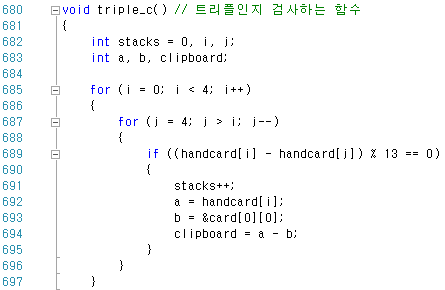 680 void triple_c() // 트리플인지 검사하는 함수
681 {
682 int stacks = 0, i, j;
683 int a, b, clipboard;
684
685 for (i = 0; i < 4; i++)
686 {
687 for (j = 4; j > i; j--)
688 {
689 if ((handcard[i] - handcard[j]) % 13 == 0)
690 {
691 stacks++;
692 a = handcard[i];
693 b = &card[0][0];
694 clipboard = a - b;
695 }
696 }
697 }